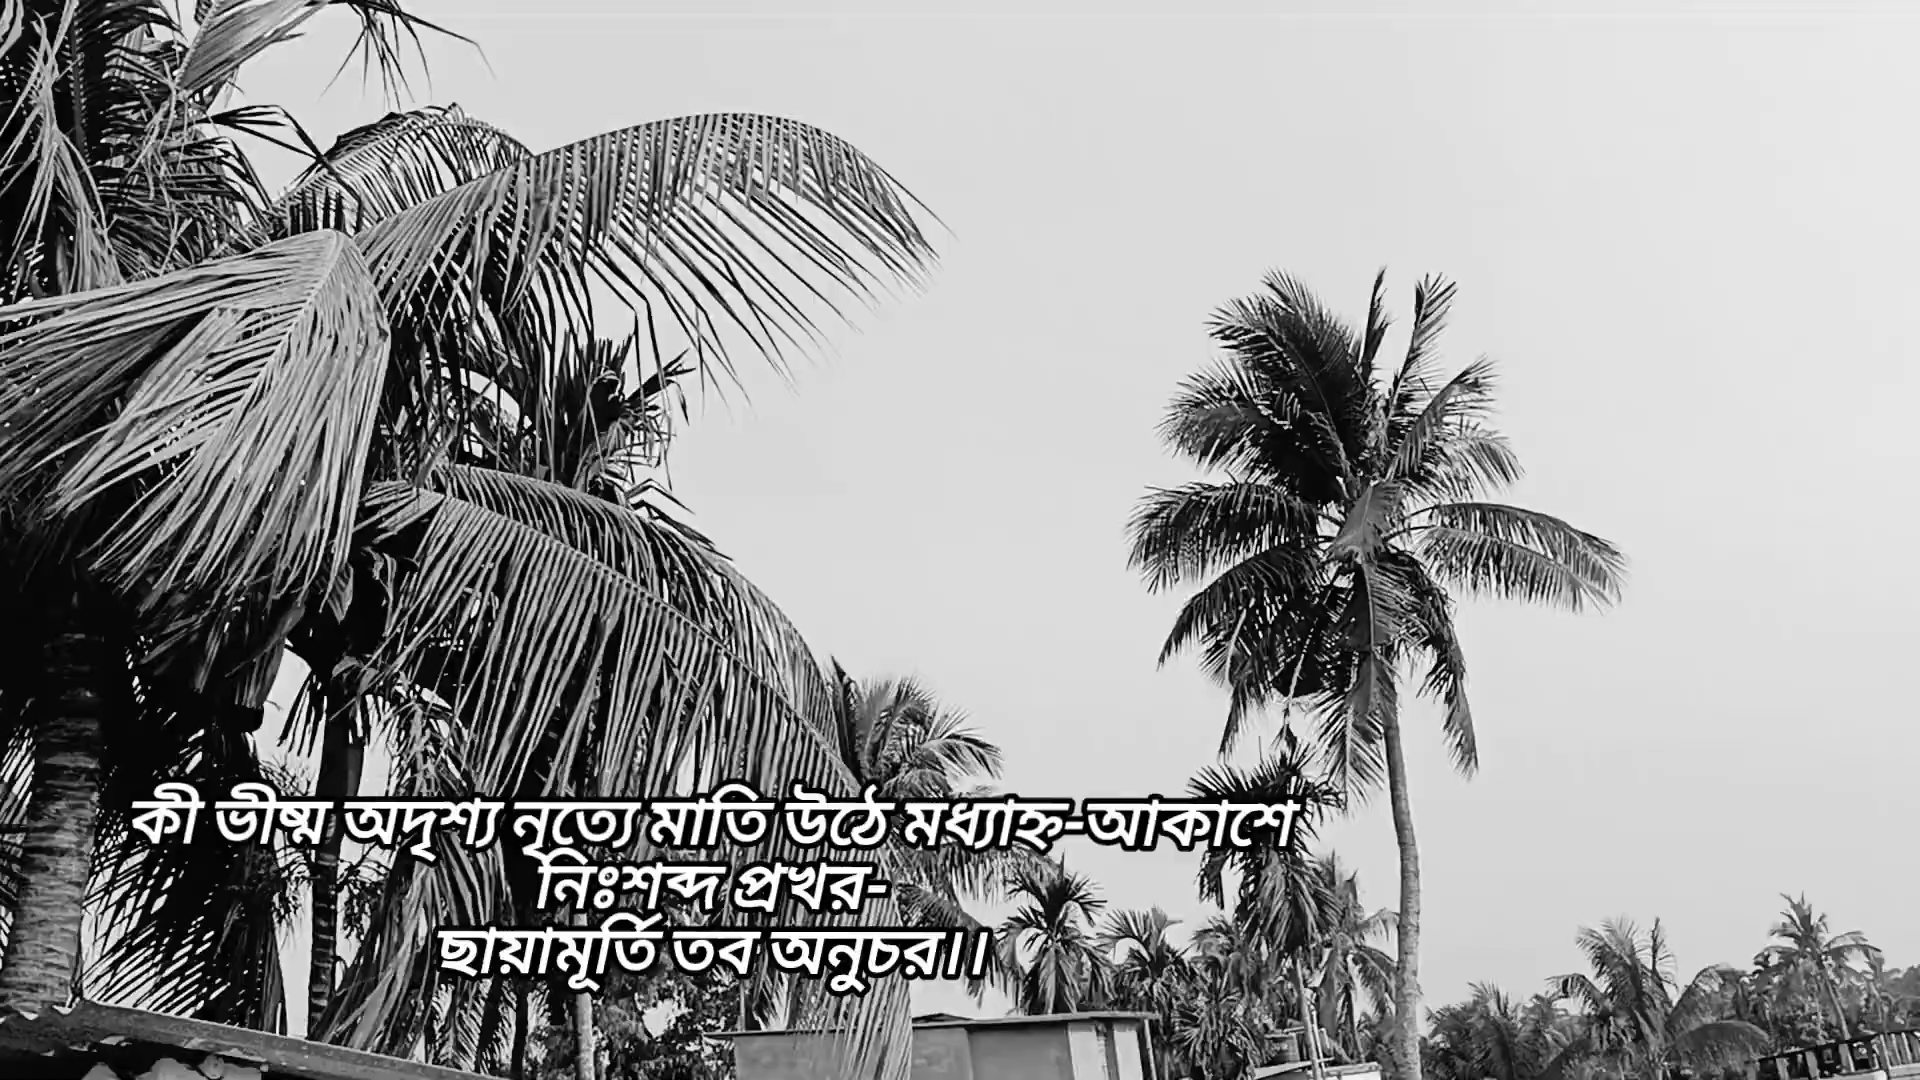 কী ভীষ্ম অদৃশ্য নৃত্যে মাতি উঠে মধ্যাহ্ন-আকাশে
নিঃশব্দ প্রখর-
ছায়ামূর্তি তব অনুচর।।